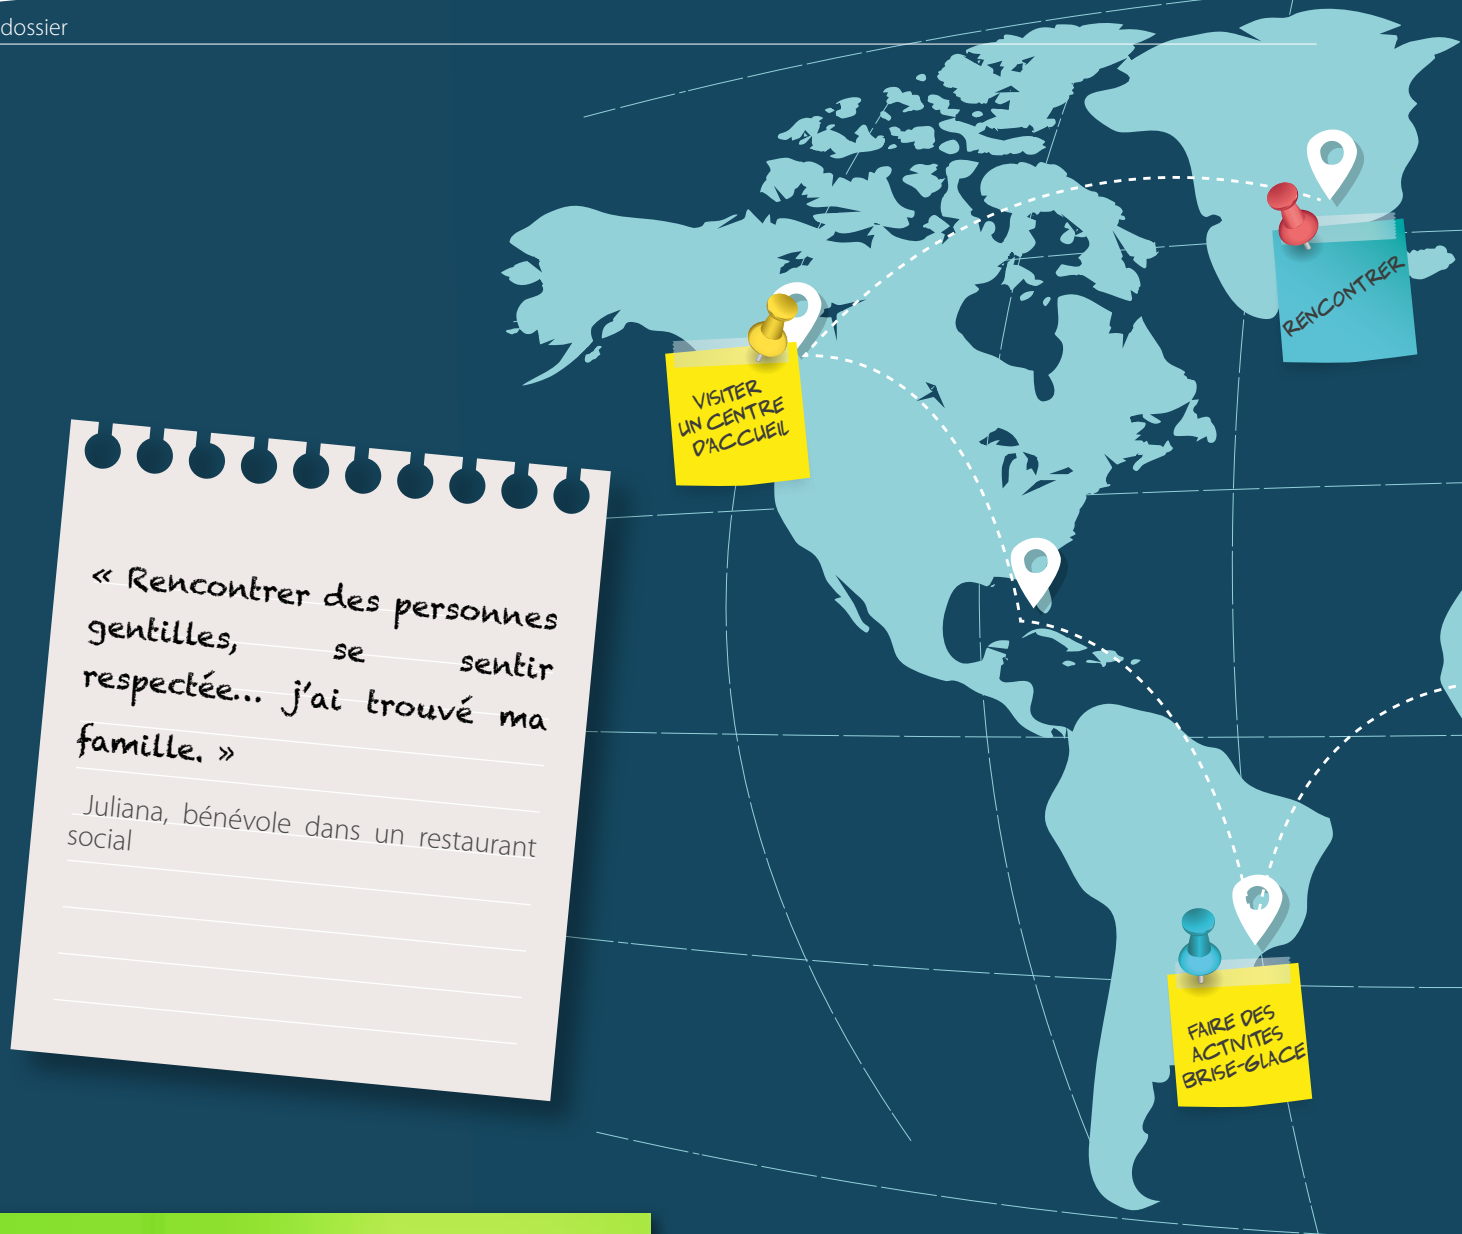 dossier
RENCONTRER
VISITER
UN CENTRE
D'ACCUEIL
« Rencontrer des personnes
gentilles, se sentir
respectée... j'ai trouvé ma
famille. »
Juliana, bénévole dans un restaurant
social
FAIRE DES
ACTIVITES
BRISE-GLACE